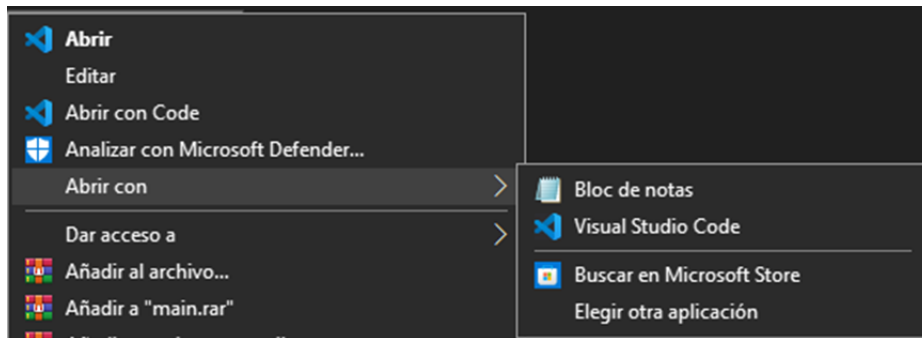 Abrir
Editar
Abrir con Code
Analizar con Microsoft Defender...
Abrir con
Dar acceso a
Añadir al archivo...
Añadir a "main.rar"
Bloc de notas
Visual Studio Code
Buscar en Microsoft Store
Elegir otra aplicación